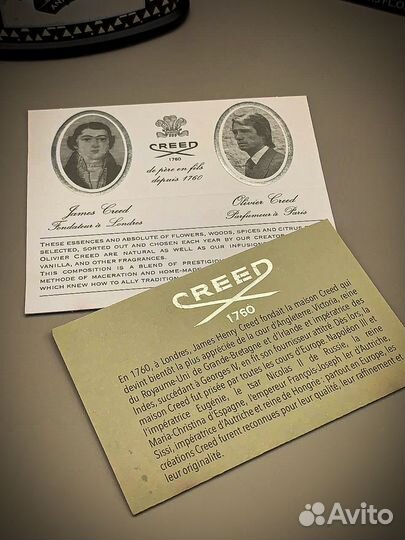 CREED
1760
de père en fils
depuis 1760
James Creed
Fondateur à Londres
Olivier Creed
Parfumeur à Paris
THESE ESSENCES AND ABSOLUTE OF FLOWERS, WOODS, SPICES AND CITRUS
SELECTED, SORTED OUT AND CHOSEN EACH YEAR BY OUR CREATOR
OLIVIER CREED ARE NATURAL AS WELL AS OUR INFUSION
VANILLA, AND OTHER FRAGRANCES.
THIS COMPOSITION IS A BLEND OF PRESTIGIOUS
METHODE OF MACERATION AND HOME-MADE
WHICH KNEW HOW TO ALLY TRADITION
CREED
1760
En 1760, à Londres, James Henry Creed fondait la maison Creed qui
devint bientôt la plus appréciée de la cour d'Angleterre. Victoria, reine
du Royaume-Uni de Grande-Bretagne et d'Irlande et impératrice des
Indes, succédant à Georges IV, en fit son fournisseur attitré. Dès lors, la
maison Creed fut prisée par toutes les cours d'Europe. Napoléon III et
l'impératrice Eugénie, le tsar Nicolas II de Russie, la reine
Maria-Christina d'Espagne, l'empereur François-Joseph Ier d'Autriche,
Sissi, impératrice d'Autriche et reine de Hongrie : partout en Europe, les
créations Creed furent reconnues pour leur qualité, leur raffinement et
leur originalité.
Avito